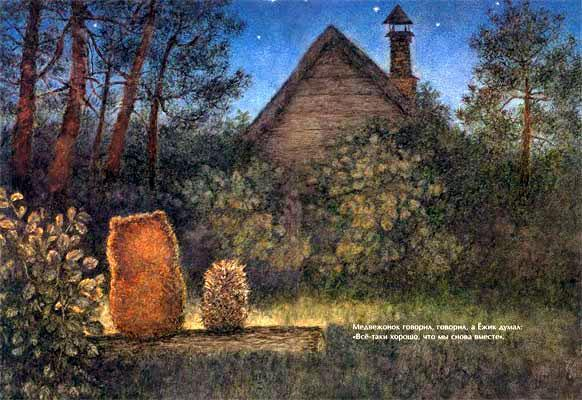 Медвежонок говорил, говорил, а Ёжик думал:
«Всё-таки хорошо, что мы снова вместе».